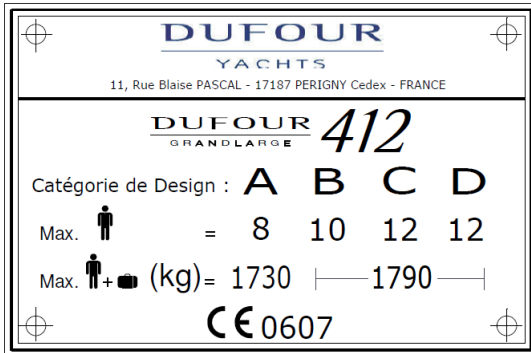 DUFOUR
YACHTS
11, Rue Blaise PASCAL - 17187 PERIGNY Cedex - FRANCE
DUFOUR 412
GRANDLARGE
Catégorie de Design : A B C D
Max. = 8 10 12 12
Max. + (kg) = 1730 1790
CE 0607